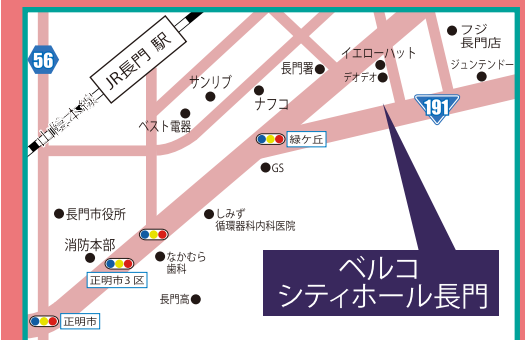 56
JR長門 駅
サンリブ
ベスト電器
ナフコ
長門署
イエローハット
デオデオ
フジ
長門店
ジュンテンドー
191
緑ケ丘
GS
長門市役所
消防本部
しみず
循環器科内科医院
なかむら
歯科
正明市3区
長門高
正明市
ベルコ
シティホール長門